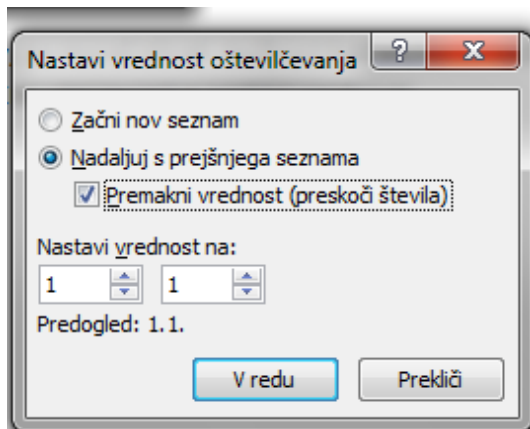 Nastavi vrednost oštevilčevanja
Začni nov seznam
Nadaljuj s prejšnjega seznama
Premakni vrednost (preskoči števila)
Nastavi vrednost na:
1 1
Predogled: 1.1.
V redu Prekliči